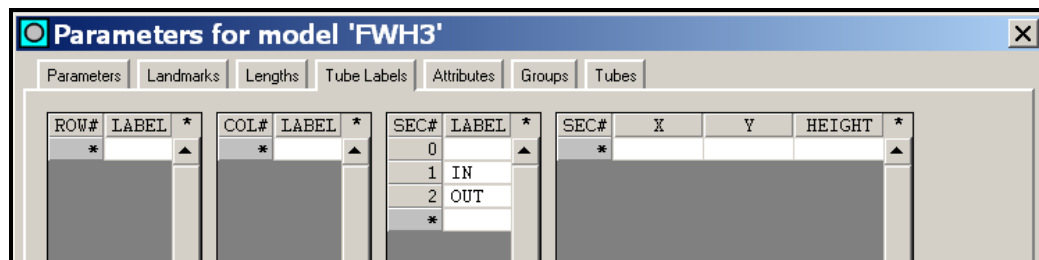 Parameters for model 'FWH3'
Parameters Landmarks Lengths Tube Labels Attributes Groups Tubes
ROW# LABEL * COL# LABEL * SEC# LABEL * SEC# X Y HEIGHT *
* * 0 *
1 IN
2 OUT
*